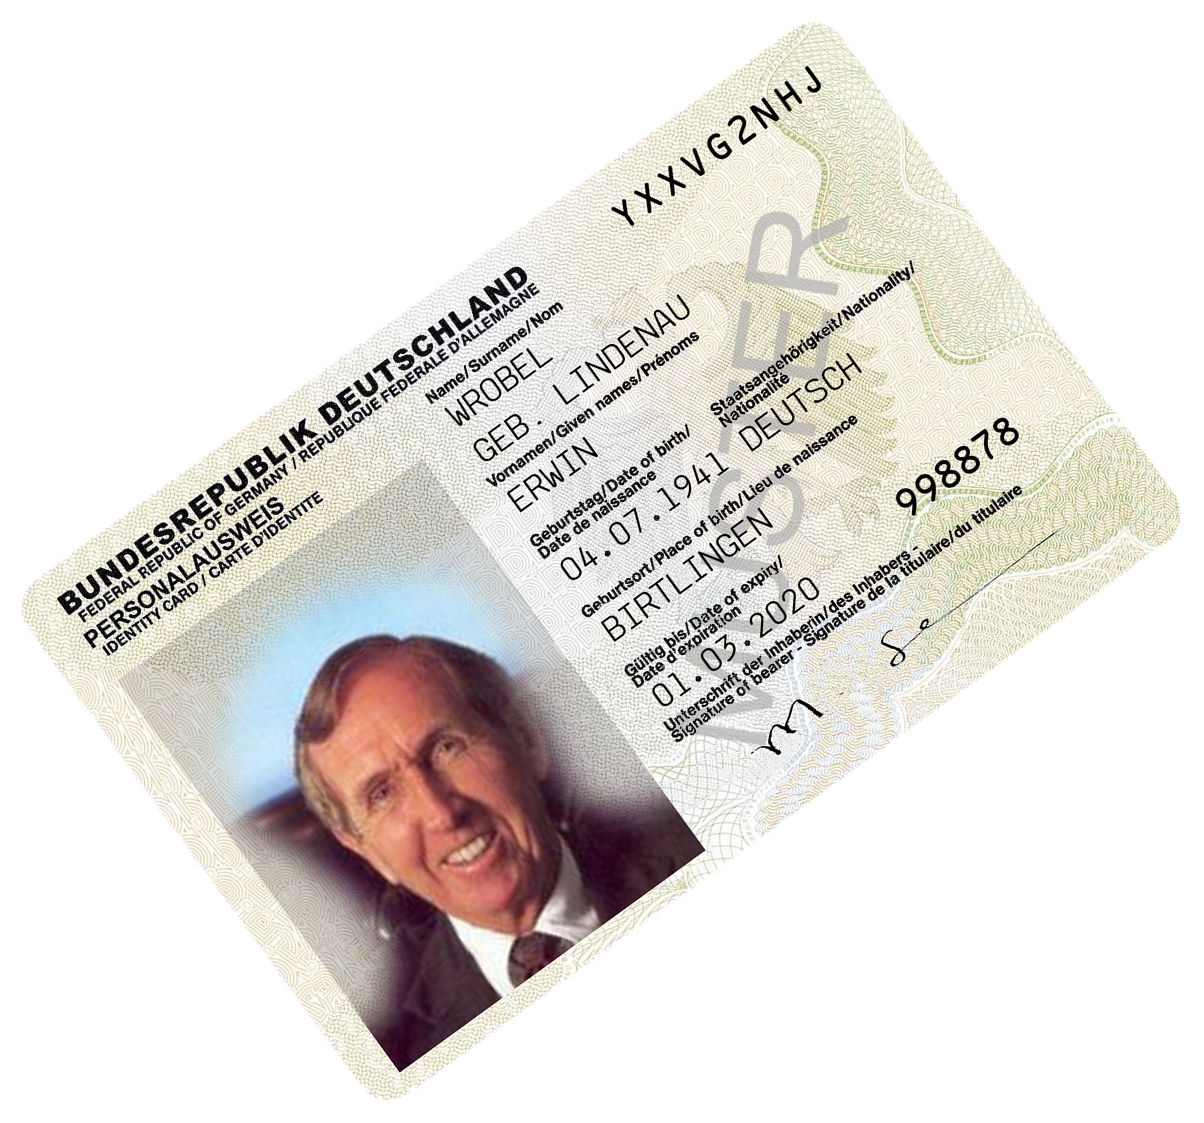 YXXVG2NHJ
BUNDESREPUBLIK DEUTSCHLAND
FEDERAL REPUBLIC OF GERMANY / REPUBLIQUE FEDERALE D'ALLEMAGNE
PERSONALAUSWEIS
IDENTITY CARD / CARTE D'IDENTITE
Name/Surname/Nom
WROBEL
GEB. LINDENAU
Vornamen/Given names/Prénoms
ERWIN
Geburtstag/Date of birth/
Date de naissance
04.07.1941
Staatsangehörigkeit/Nationality/
Nationalité
DEUTSCH
Geburtsort/Place of birth/Lieu de naissance
BIRTLINGEN
Gültig bis/Date of expiry/
Date d'expiration
01.03.2020
998878
Unterschrift der Inhaberin/des Inhabers -
Signature of bearer - Signature de la titulaire/du titulaire
MUSTER